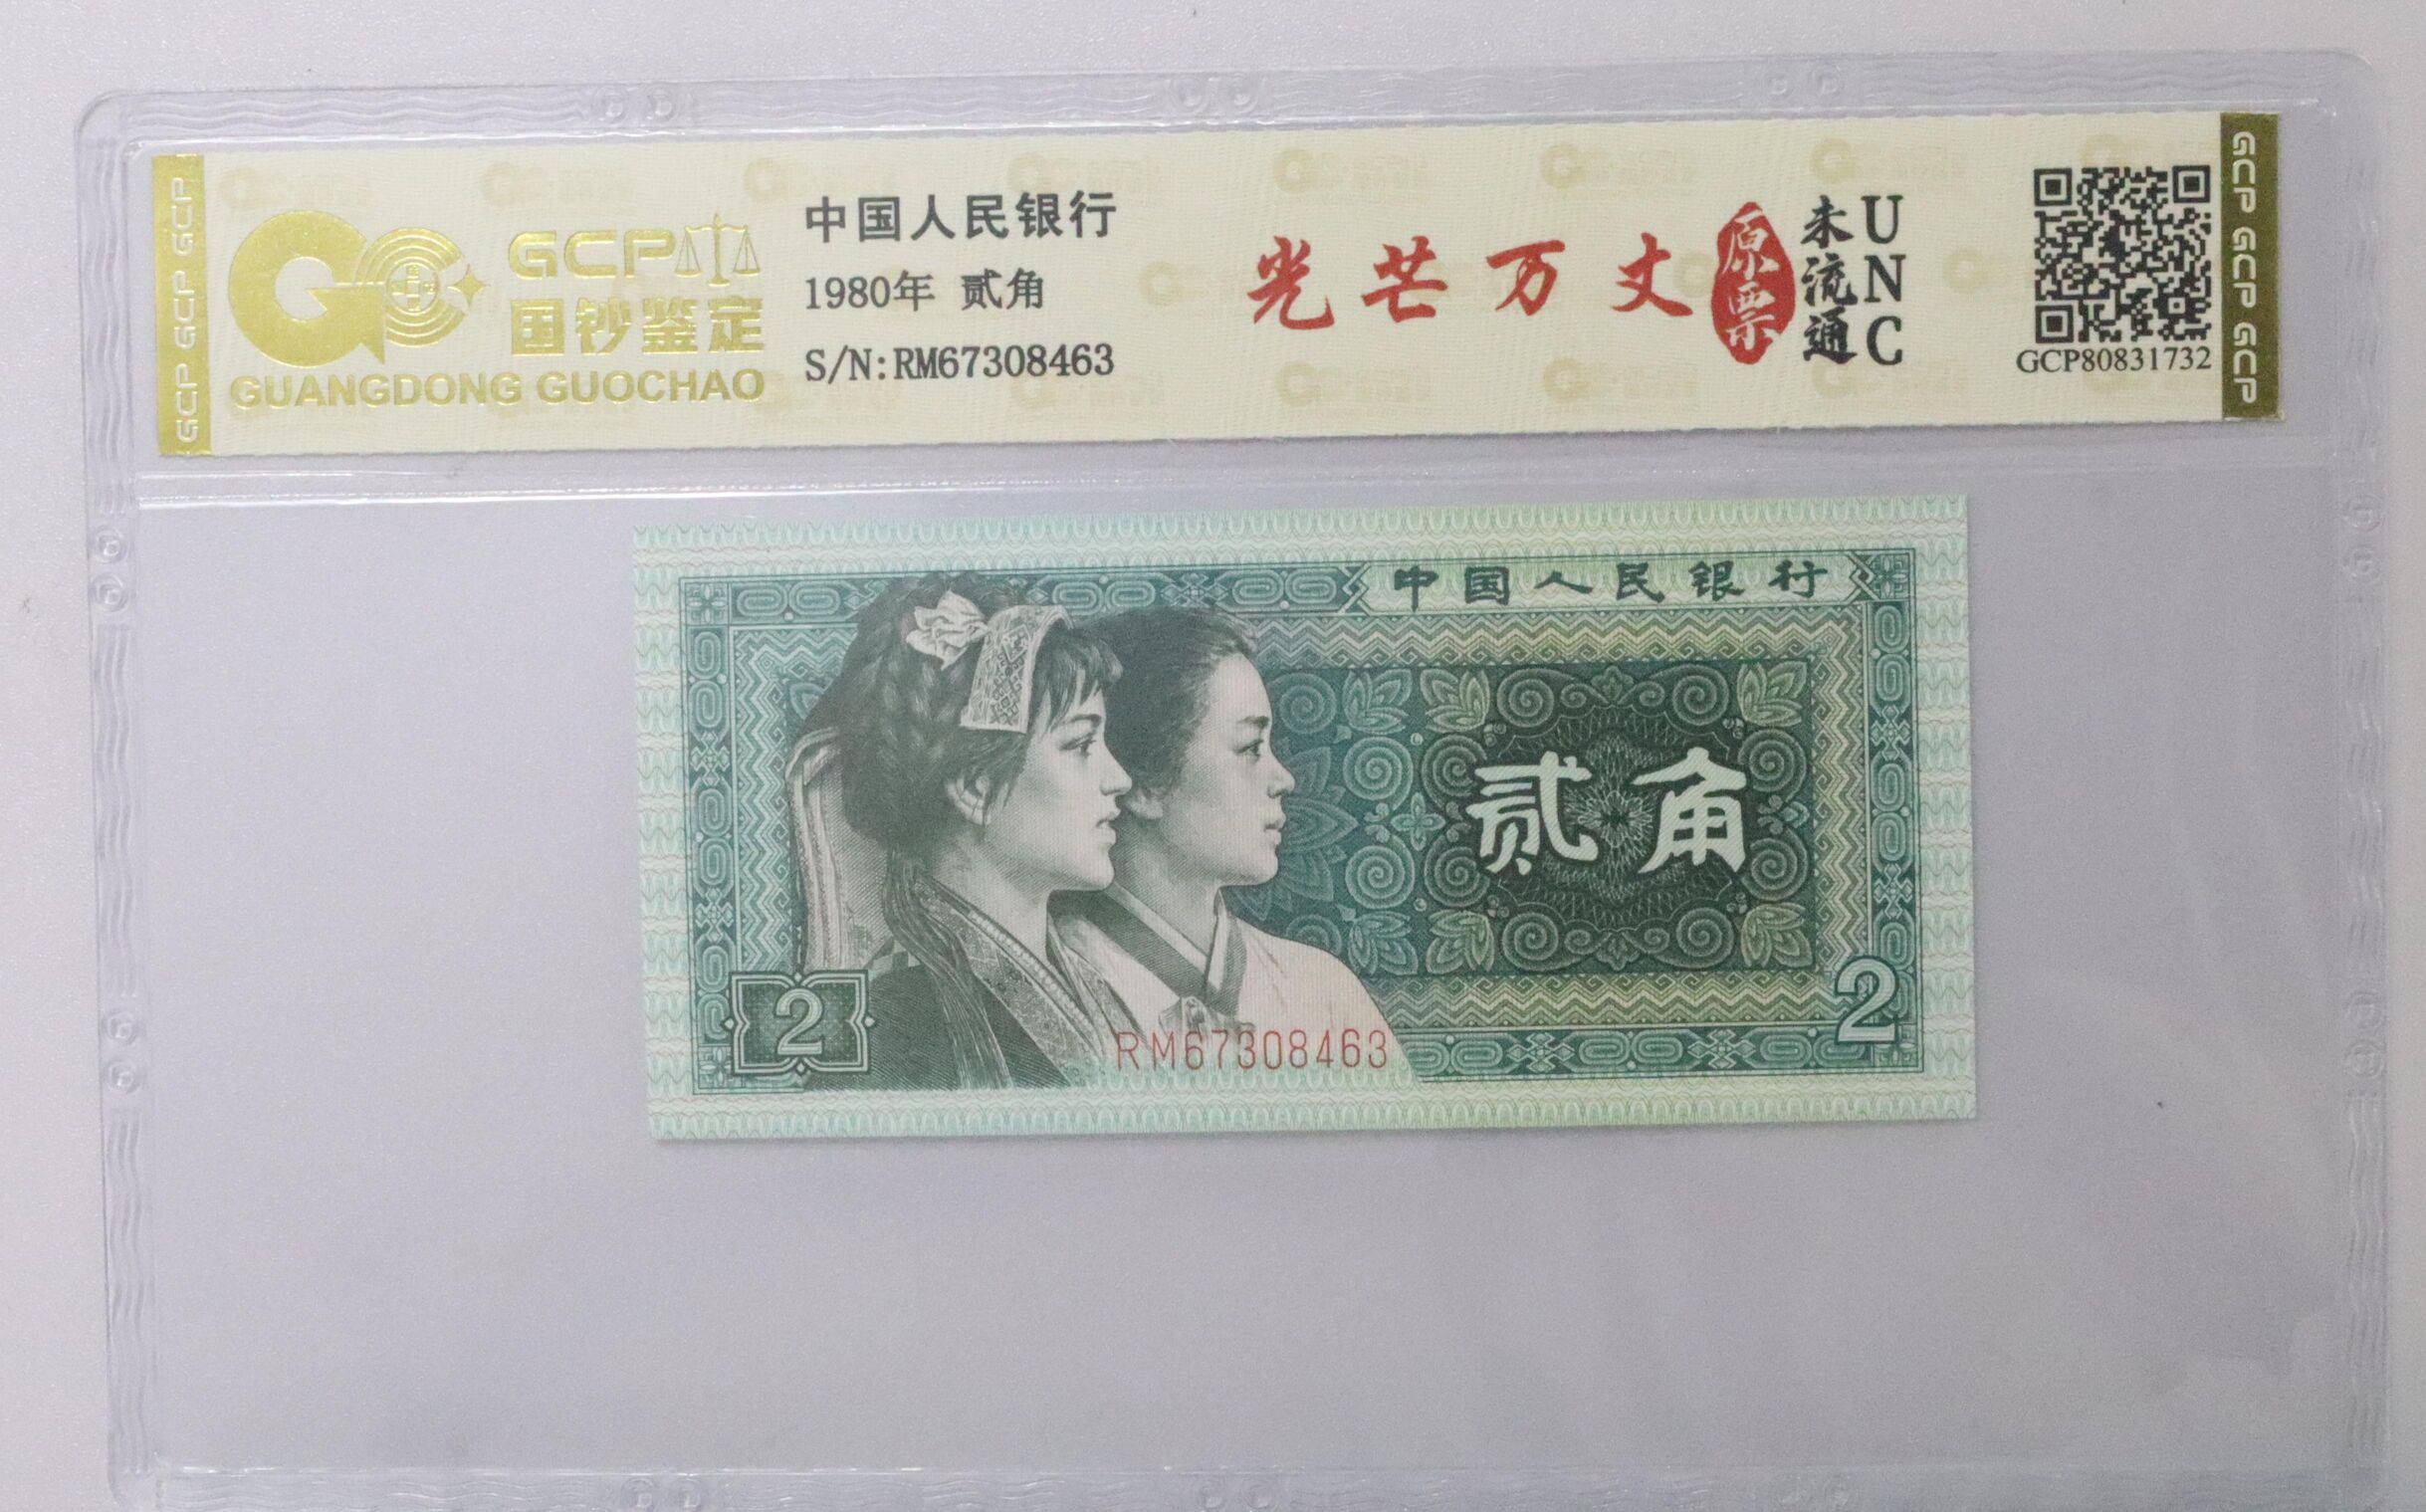 GCP GCP GCP
GCP
国钞鉴定
GUANGDONG GUOCHAO
中国人民银行
1980年 贰角
S/N:RM67308463
光芒万丈
原票
未流通
UNC
GCP80831732
GCP GCP GCP
中国人民银行
贰角
2
2
RM67308463